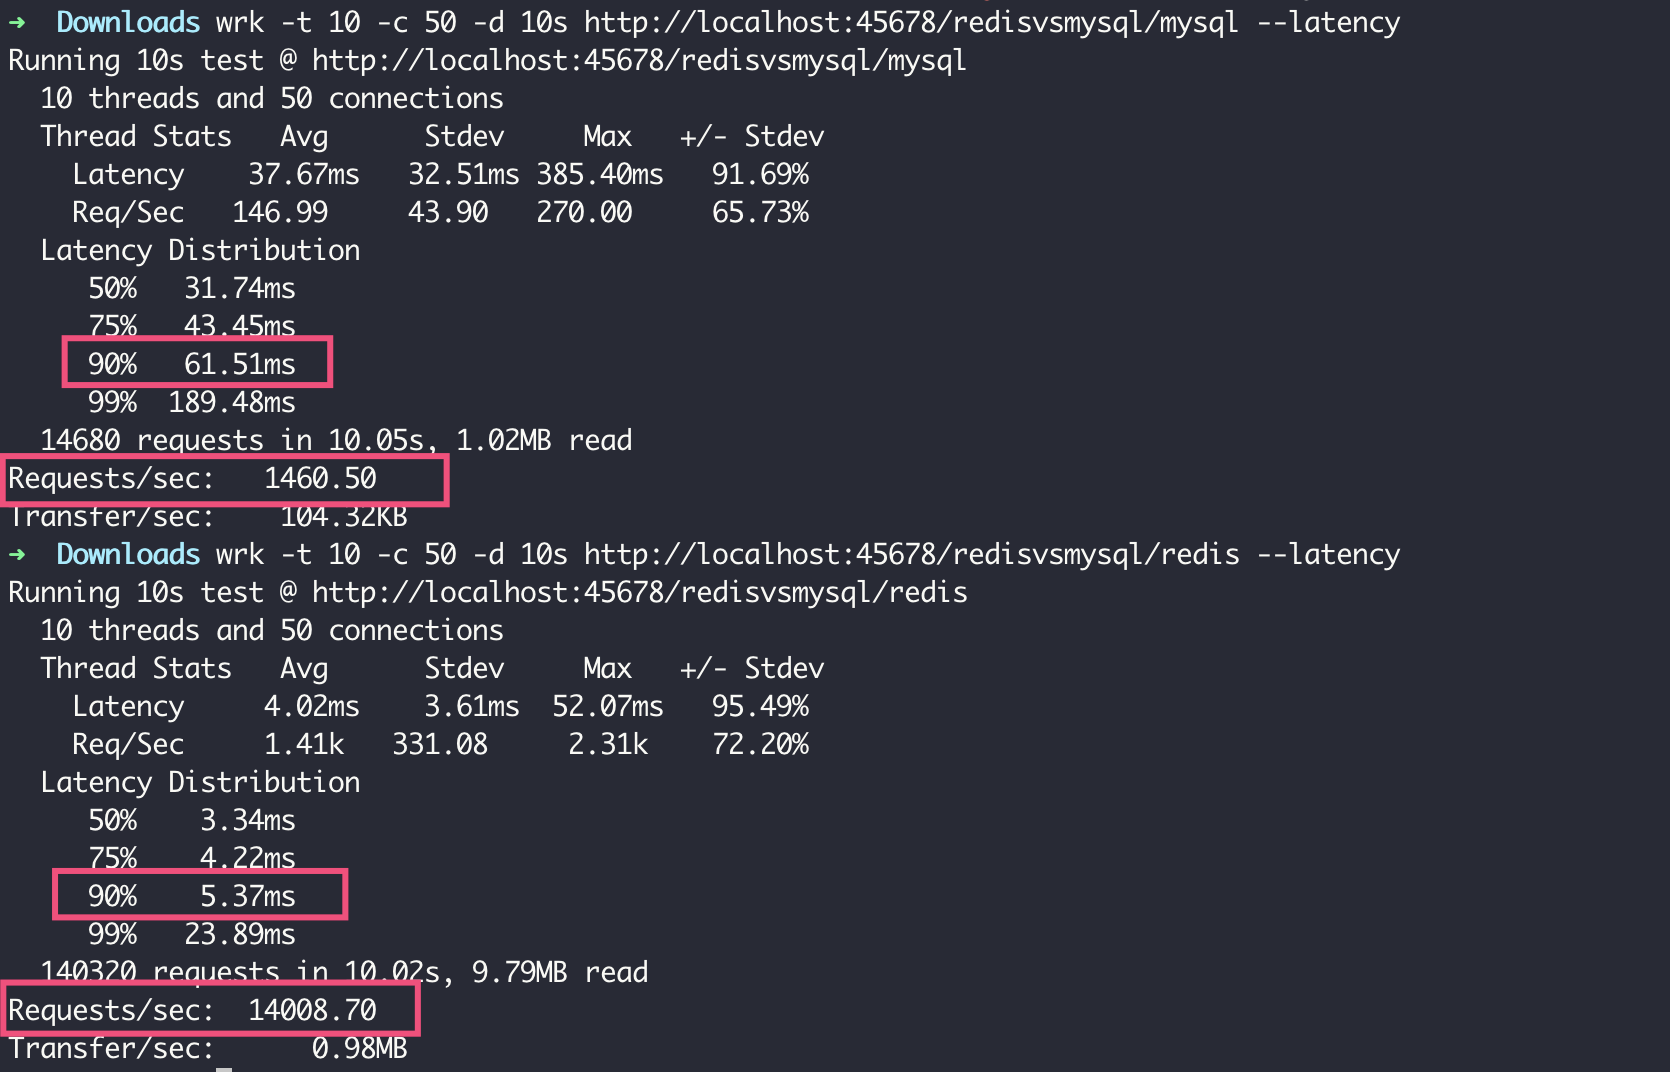 ➜  Downloads wrk -t 10 -c 50 -d 10s http://localhost:45678/redisvsmysql/mysql --latency
Running 10s test @ http://localhost:45678/redisvsmysql/mysql
  10 threads and 50 connections
  Thread Stats   Avg      Stdev     Max   +/- Stdev
    Latency    37.67ms   32.51ms 385.40ms   91.69%
    Req/Sec   146.99     43.90   270.00     65.73%
  Latency Distribution
     50%   31.74ms
     75%   43.45ms
     90%   61.51ms
     99%  189.48ms
  14680 requests in 10.05s, 1.02MB read
Requests/sec:   1460.50
Transfer/sec:    104.32KB
➜  Downloads wrk -t 10 -c 50 -d 10s http://localhost:45678/redisvsmysql/redis --latency
Running 10s test @ http://localhost:45678/redisvsmysql/redis
  10 threads and 50 connections
  Thread Stats   Avg      Stdev     Max   +/- Stdev
    Latency     4.02ms    3.61ms  52.07ms   95.49%
    Req/Sec     1.41k   331.08     2.31k    72.20%
  Latency Distribution
     50%    3.34ms
     75%    4.22ms
     90%    5.37ms
     99%   23.89ms
  140320 requests in 10.02s, 9.79MB read
Requests/sec:  14008.70
Transfer/sec:      0.98MB